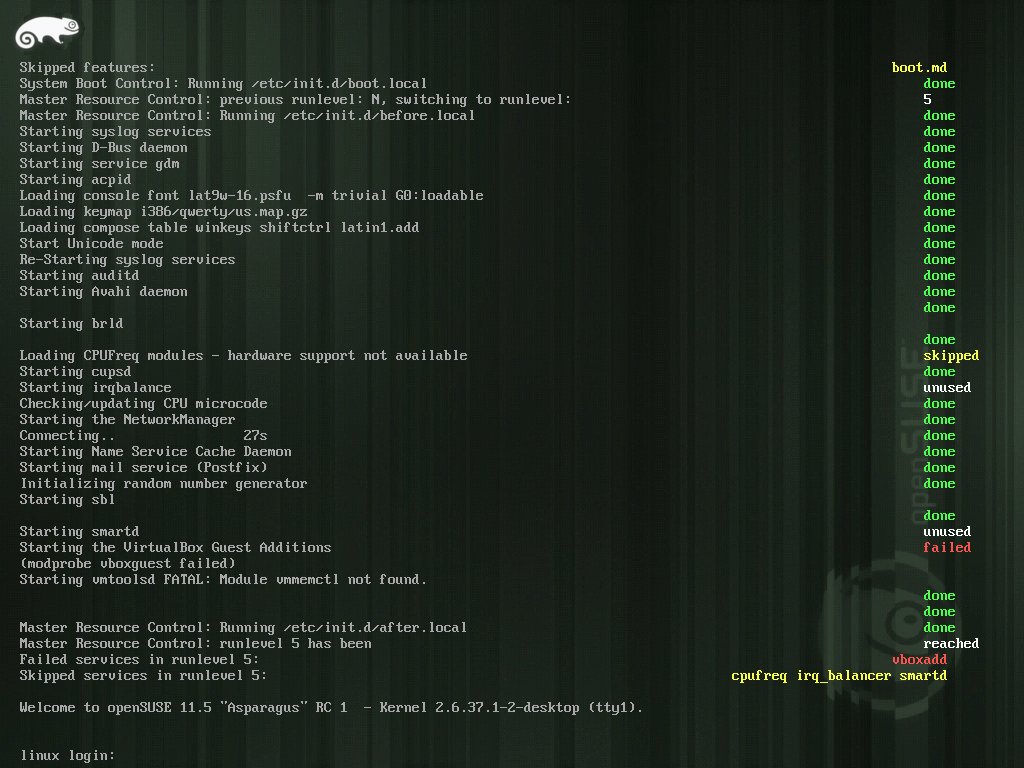 Skipped features: boot.md
System Boot Control: Running /etc/init.d/boot.local done
Master Resource Control: previous runlevel: N, switching to runlevel: 5
Master Resource Control: Running /etc/init.d/before.local done
Starting syslog services done
Starting D-Bus daemon done
Starting service gdm done
Starting acpid done
Loading console font lat9w-16.psfu  -m trivial G0:loadable done
Loading keymap i386/qwerty/us.map.gz done
Loading compose table winkeys shiftctrl latin1.add done
Start Unicode mode done
Re-Starting syslog services done
Starting auditd done
Starting Avahi daemon done
done
Starting brld
done
Loading CPUFreq modules - hardware support not available skipped
Starting cupsd done
Starting irqbalance unused
Checking/updating CPU microcode done
Starting the NetworkManager done
Connecting.. 27s done
Starting Name Service Cache Daemon done
Starting mail service (Postfix) done
Initializing random number generator done
Starting sbl
done
Starting smartd unused
Starting the VirtualBox Guest Additions failed
(modprobe vboxguest failed)
Starting vmtoolsd FATAL: Module vmmemctl not found.
done
done
Master Resource Control: Running /etc/init.d/after.local done
Master Resource Control: runlevel 5 has been reached
Failed services in runlevel 5: vboxadd
Skipped services in runlevel 5: cpufreq irq_balancer smartd
Welcome to openSUSE 11.5 "Asparagus" RC 1  - Kernel 2.6.37.1-2-desktop (tty1).
linux login:
openSUSE